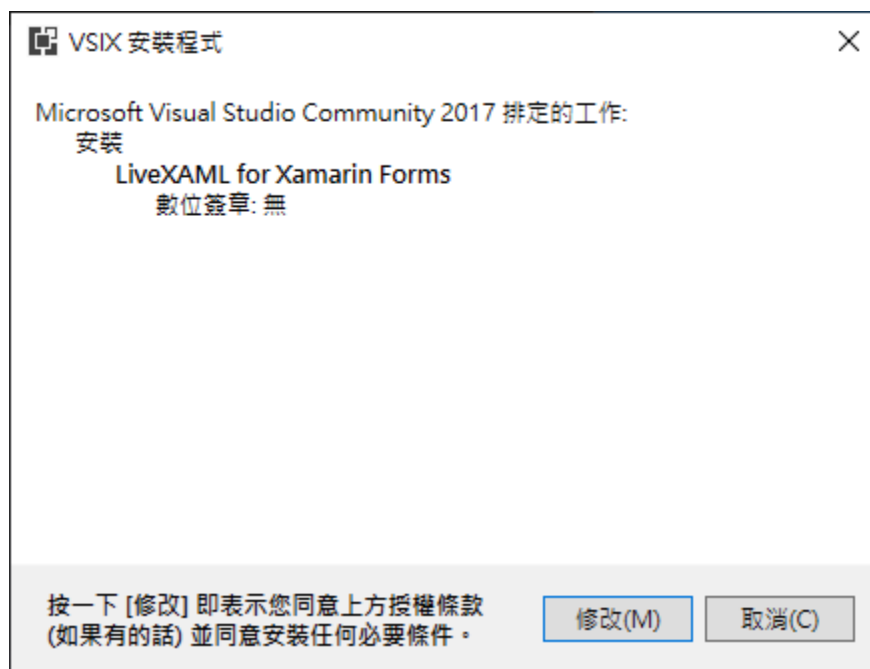 VSIX 安裝程式
Microsoft Visual Studio Community 2017 排定的工作:
安裝
LiveXAML for Xamarin Forms
數位簽章: 無
按一下 [修改] 即表示您同意上方授權條款
(如果有的話) 並同意安裝任何必要條件。
修改(M)
取消(C)